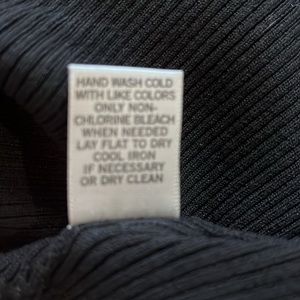 HAND WASH COLD
WITH LIKE COLORS
ONLY NON-
CHLORINE BLEACH
WHEN NEEDED
LAY FLAT TO DRY
COOL IRON
IF NECESSARY
OR DRY CLEAN